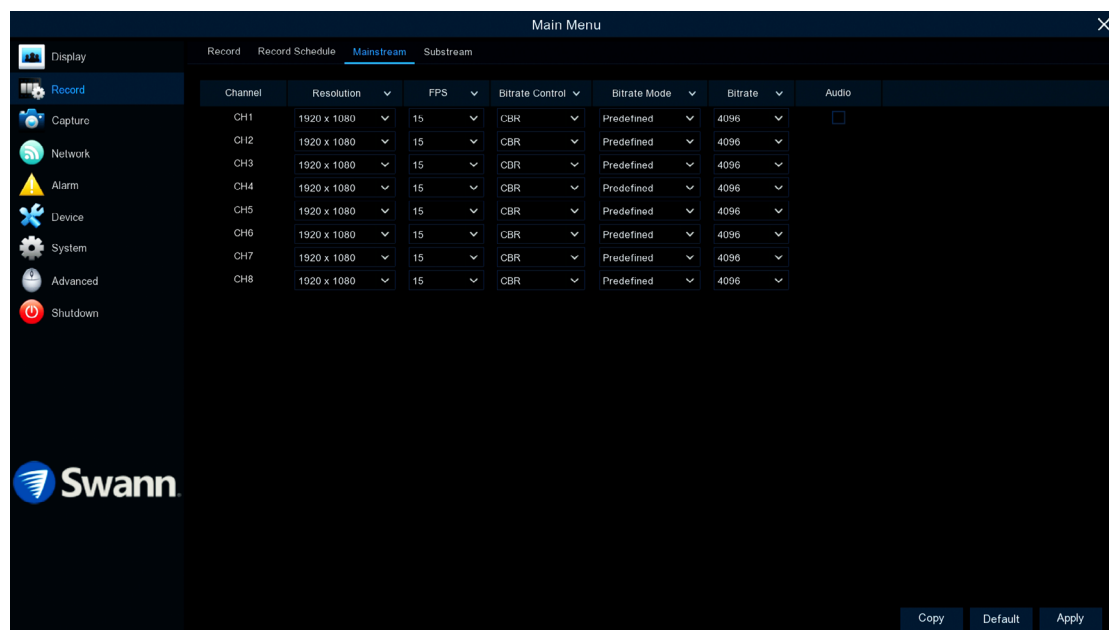 Main Menu
Display
Record
Capture
Network
Alarm
Device
System
Advanced
Shutdown
Swann
Record Record Schedule Mainstream Substream
Channel Resolution FPS Bitrate Control Bitrate Mode Bitrate Audio
CH1 1920 x 1080 15 CBR Predefined 4096
CH2 1920 x 1080 15 CBR Predefined 4096
CH3 1920 x 1080 15 CBR Predefined 4096
CH4 1920 x 1080 15 CBR Predefined 4096
CH5 1920 x 1080 15 CBR Predefined 4096
CH6 1920 x 1080 15 CBR Predefined 4096
CH7 1920 x 1080 15 CBR Predefined 4096
CH8 1920 x 1080 15 CBR Predefined 4096
Copy Default Apply